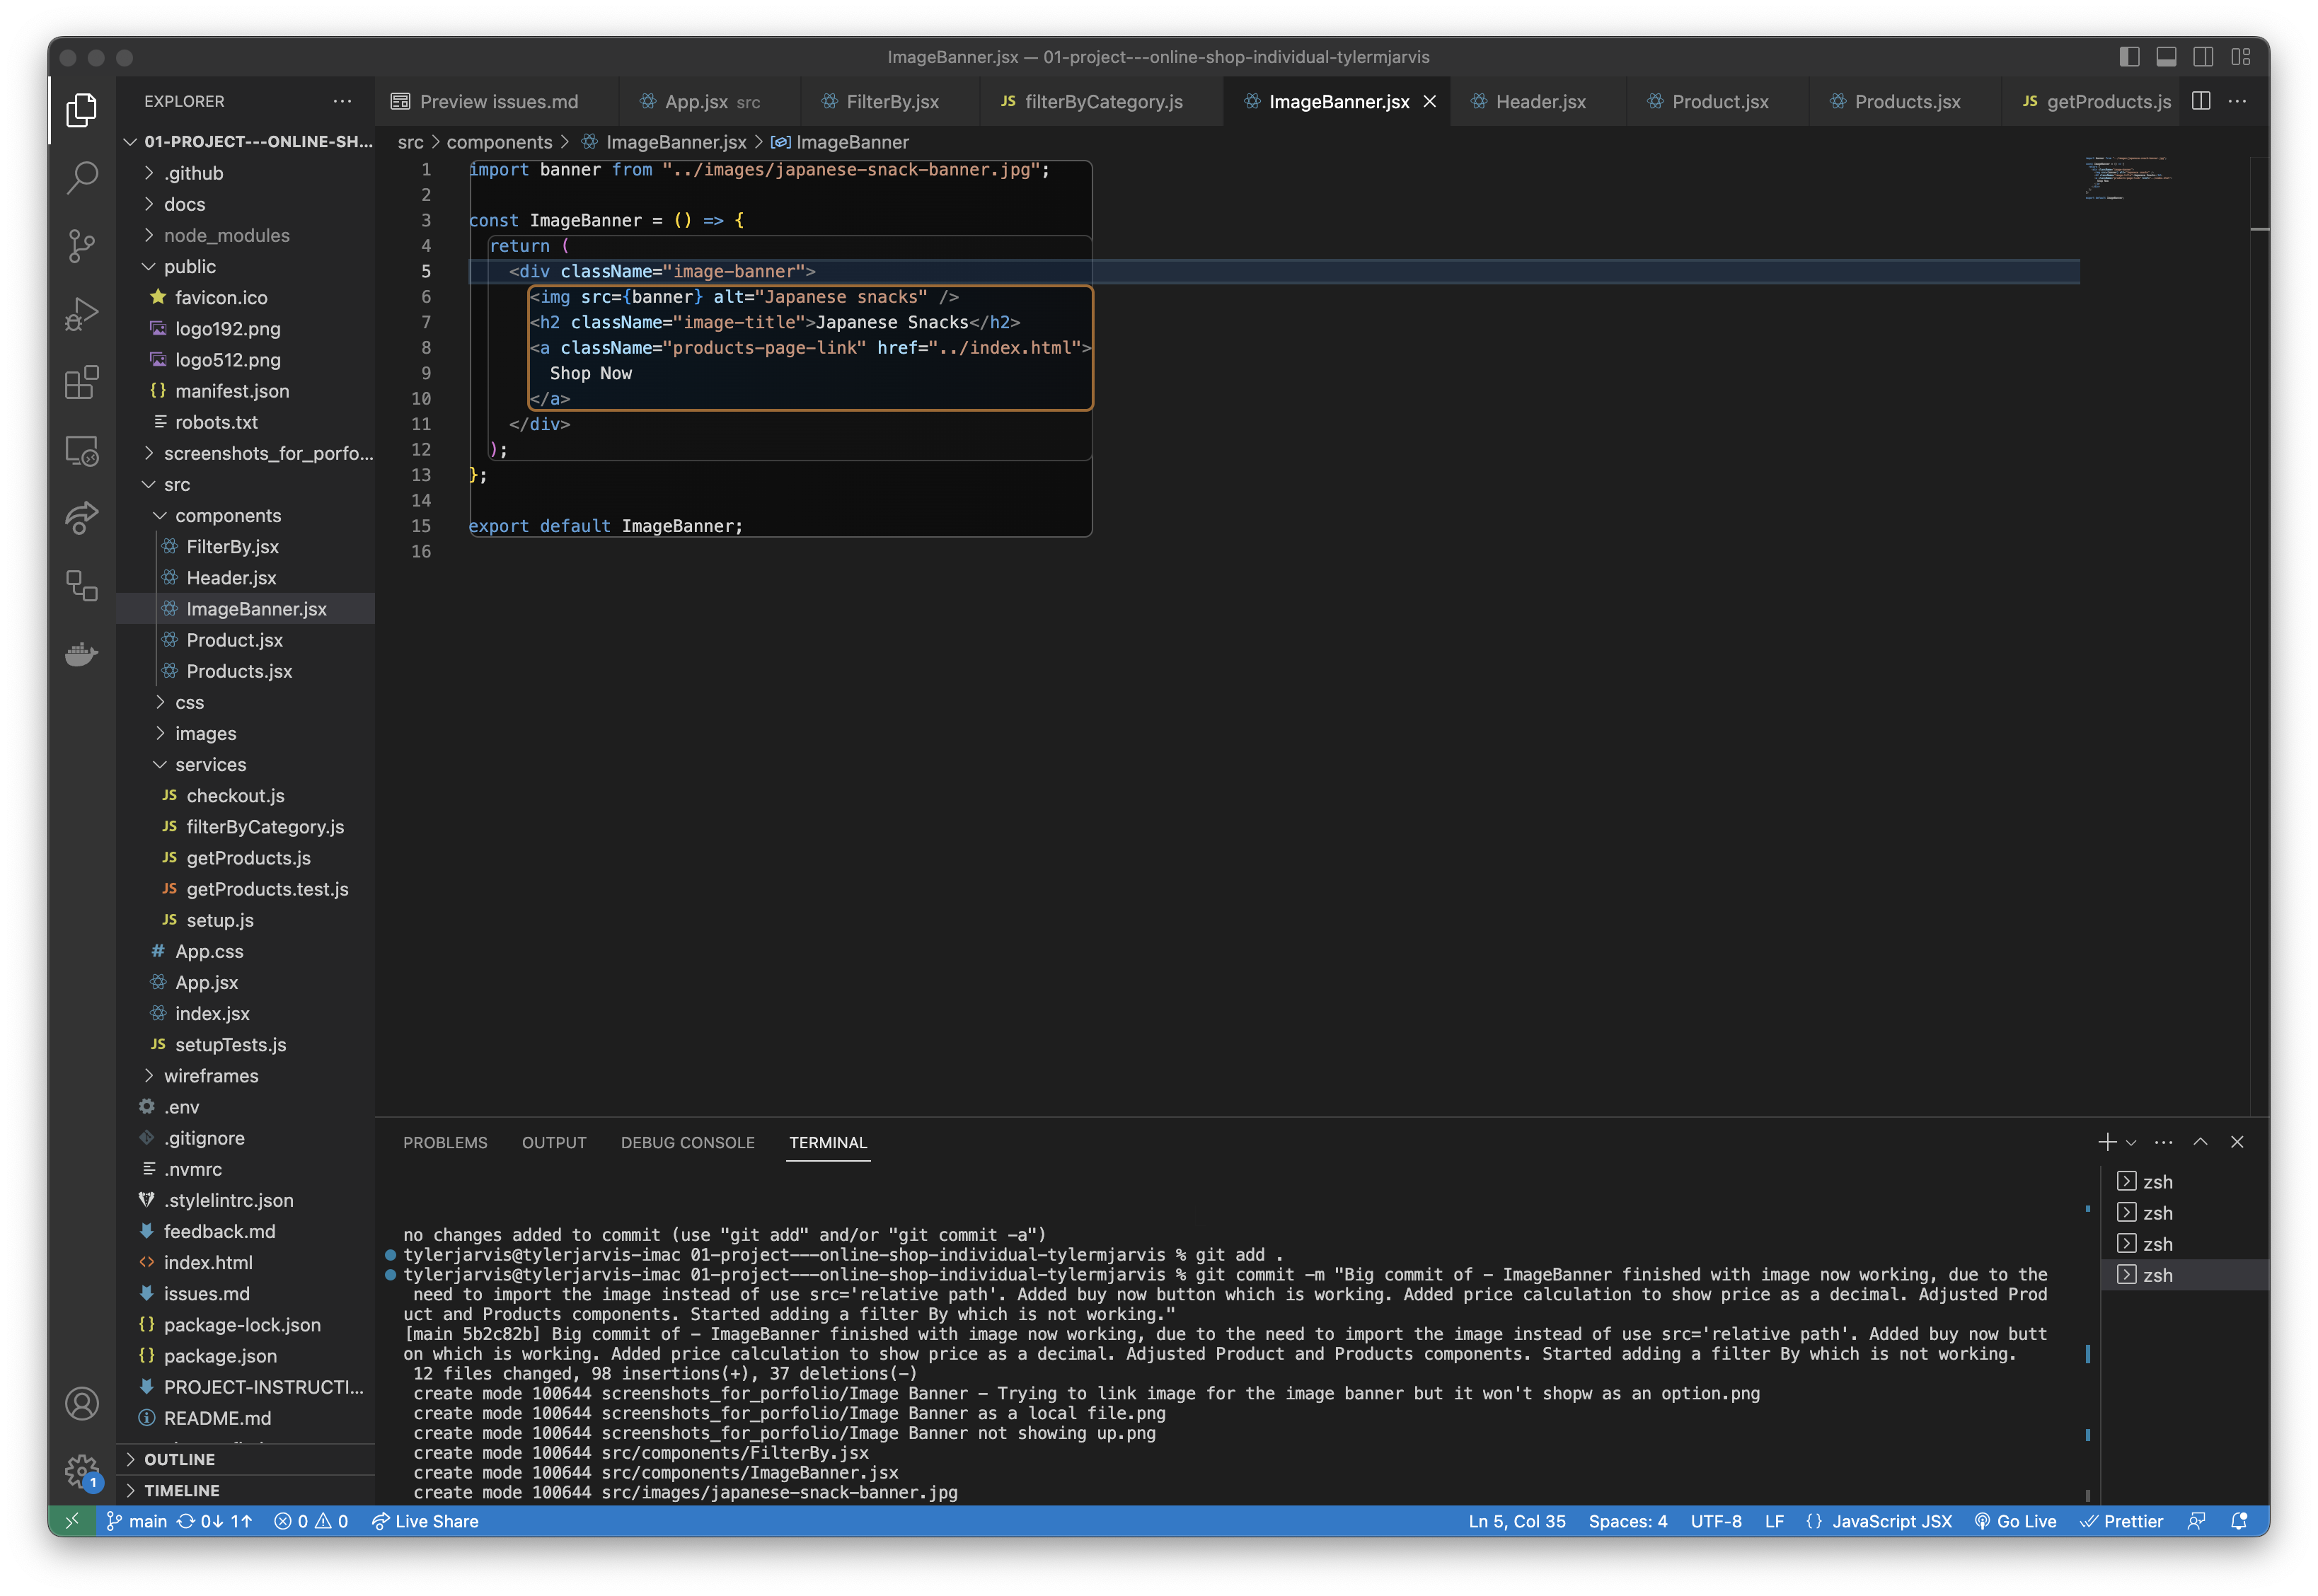 ImageBanner.jsx — 01-project---online-shop-individual-tylermjarvis
EXPLORER
Preview issues.md
App.jsx src
FilterBy.jsx
JS filterByCategory.js
ImageBanner.jsx
Header.jsx
Product.jsx
Products.jsx
JS getProducts.js
01-PROJECT---ONLINE-SH...
.github
docs
node_modules
public
favicon.ico
logo192.png
logo512.png
{} manifest.json
robots.txt
screenshots_for_porfo...
src
components
FilterBy.jsx
Header.jsx
ImageBanner.jsx
Product.jsx
Products.jsx
css
images
services
JS checkout.js
JS filterByCategory.js
JS getProducts.js
JS getProducts.test.js
JS setup.js
# App.css
App.jsx
index.jsx
JS setupTests.js
wireframes
.env
.gitignore
.nvmrc
.stylelintrc.json
feedback.md
<> index.html
issues.md
{} package-lock.json
{} package.json
PROJECT-INSTRUCTI...
README.md
OUTLINE
TIMELINE
1
src > components > ImageBanner.jsx > ImageBanner
1 import banner from "../images/japanese-snack-banner.jpg";
2
3 const ImageBanner = () => {
4 return (
5 <div className="image-banner">
6 <img src={banner} alt="Japanese snacks" />
7 <h2 className="image-title">Japanese Snacks</h2>
8 <a className="products-page-link" href="../index.html">
9 Shop Now
10 </a>
11 </div>
12 );
13 };
14
15 export default ImageBanner;
16
PROBLEMS OUTPUT DEBUG CONSOLE TERMINAL
no changes added to commit (use "git add" and/or "git commit -a")
tylerjarvis@tylerjarvis-imac 01-project---online-shop-individual-tylermjarvis % git add .
tylerjarvis@tylerjarvis-imac 01-project---online-shop-individual-tylermjarvis % git commit -m "Big commit of - ImageBanner finished with image now working, due to the
need to import the image instead of use src='relative path'. Added buy now button which is working. Added price calculation to show price as a decimal. Adjusted Prod
uct and Products components. Started adding a filter By which is not working."
[main 5b2c82b] Big commit of - ImageBanner finished with image now working, due to the need to import the image instead of use src='relative path'. Added buy now butt
on which is working. Added price calculation to show price as a decimal. Adjusted Product and Products components. Started adding a filter By which is not working.
12 files changed, 98 insertions(+), 37 deletions(-)
create mode 100644 screenshots_for_porfolio/Image Banner - Trying to link image for the image banner but it won't shopw as an option.png
create mode 100644 screenshots_for_porfolio/Image Banner as a local file.png
create mode 100644 screenshots_for_porfolio/Image Banner not showing up.png
create mode 100644 src/components/FilterBy.jsx
create mode 100644 src/components/ImageBanner.jsx
create mode 100644 src/images/japanese-snack-banner.jpg
zsh
zsh
zsh
zsh
main 0↓ 1↑ 0 0 Live Share
Ln 5, Col 35 Spaces: 4 UTF-8 LF {} JavaScript JSX Go Live Prettier